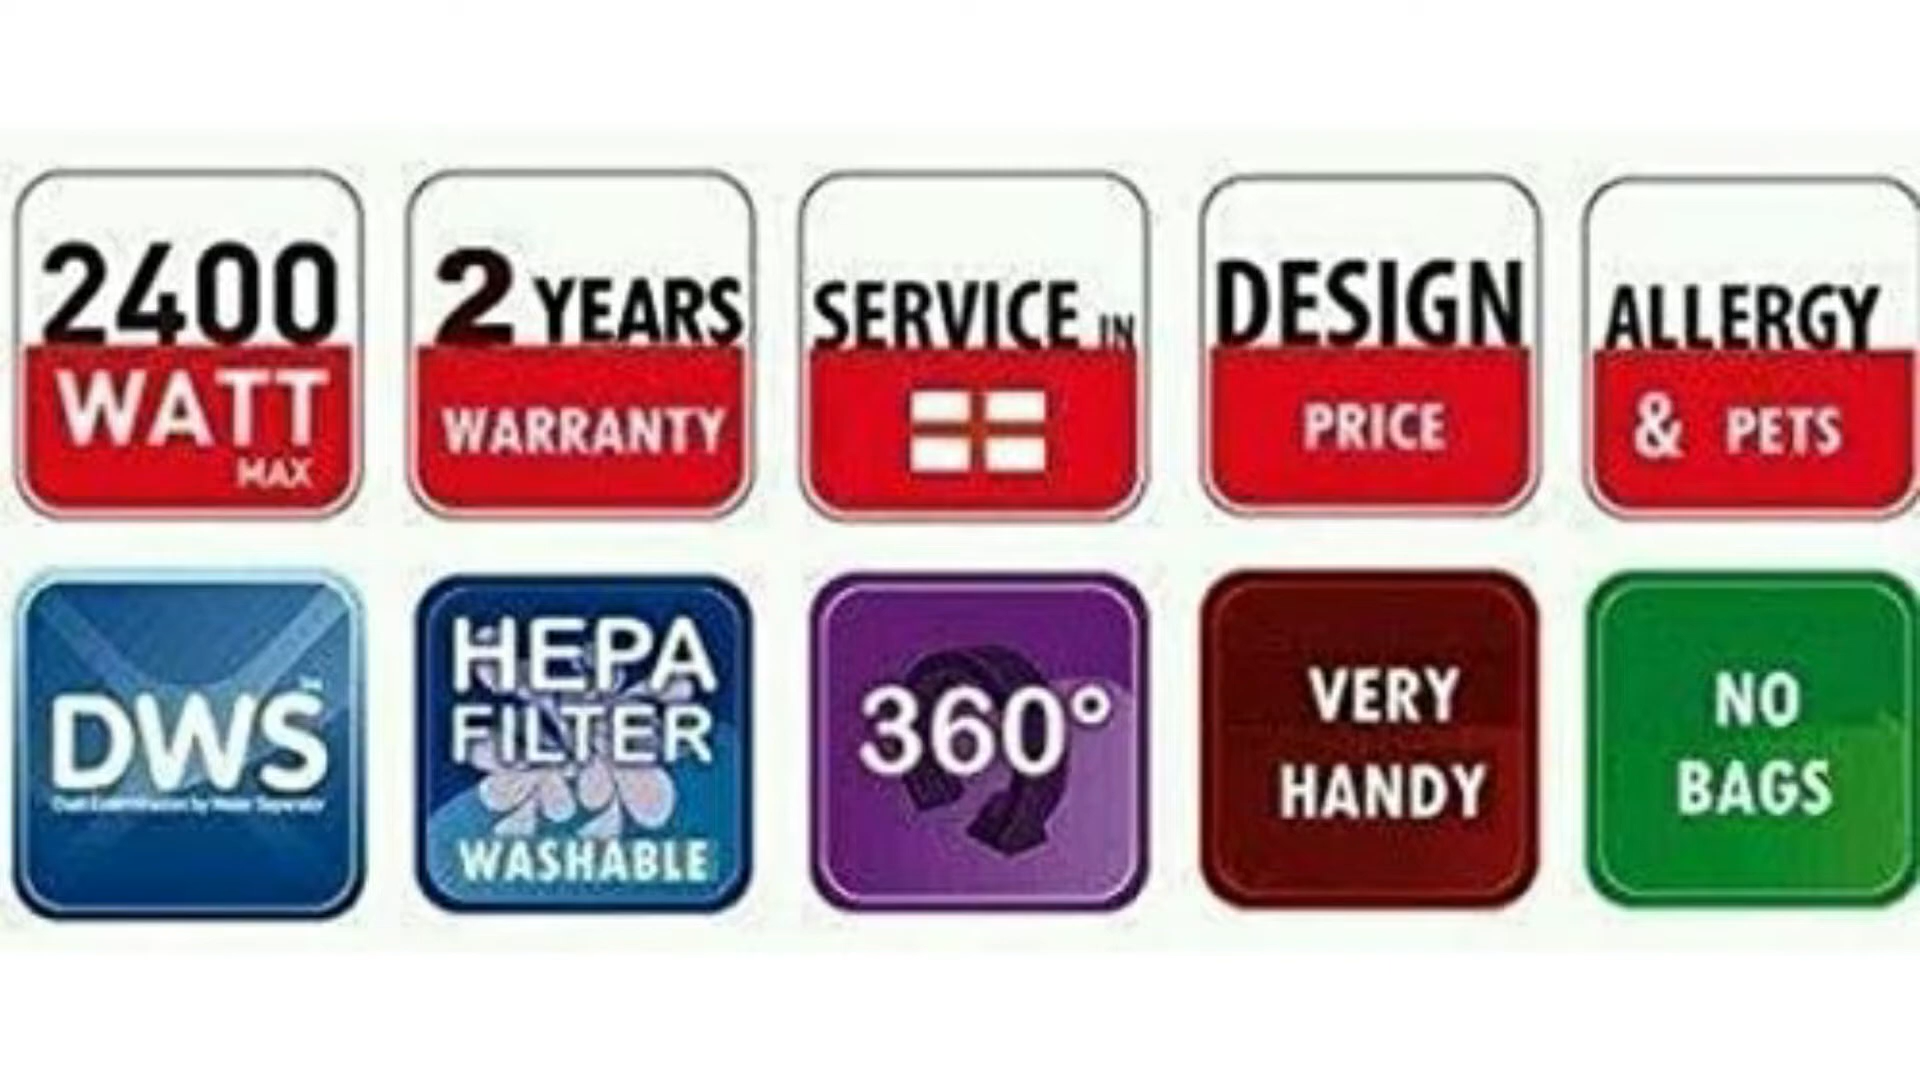 2400
WATT
MAX
2 YEARS
WARRANTY
SERVICE IN
DESIGN
PRICE
ALLERGY
& PETS
DWS
HEPA
FILTER
WASHABLE
360°
VERY
HANDY
NO
BAGS